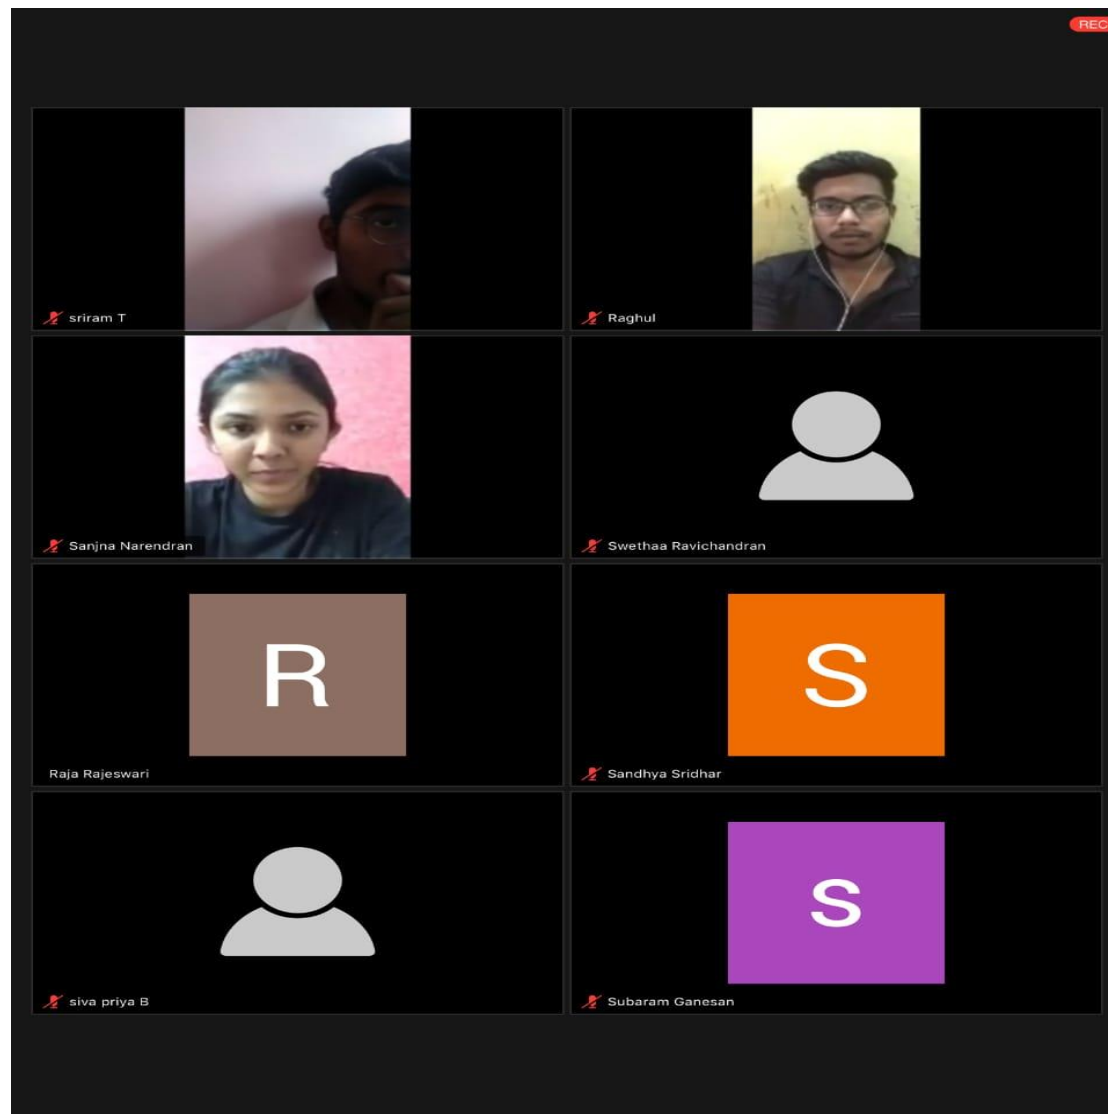 REC
sriram T
Raghul
Sanjna Narendran
Swethaa Ravichandran
R
S
Raja Rajeswari
Sandhya Sridhar
s
siva priya B
Subaram Ganesan